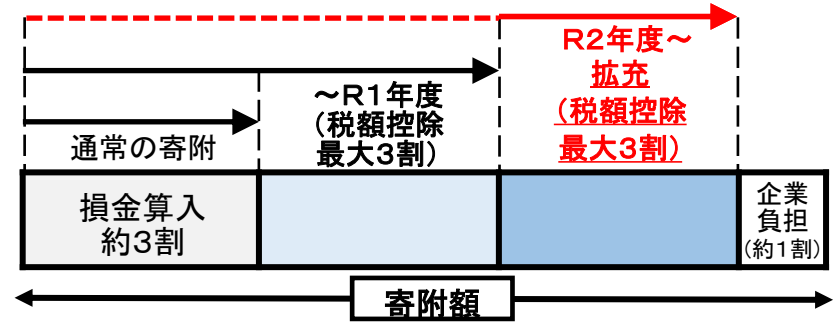 通常の寄附
～R1年度
（税額控除
最大3割）
R2年度～
拡充
（税額控除
最大3割）
損金算入
約3割
企業
負担
（約1割）
寄附額